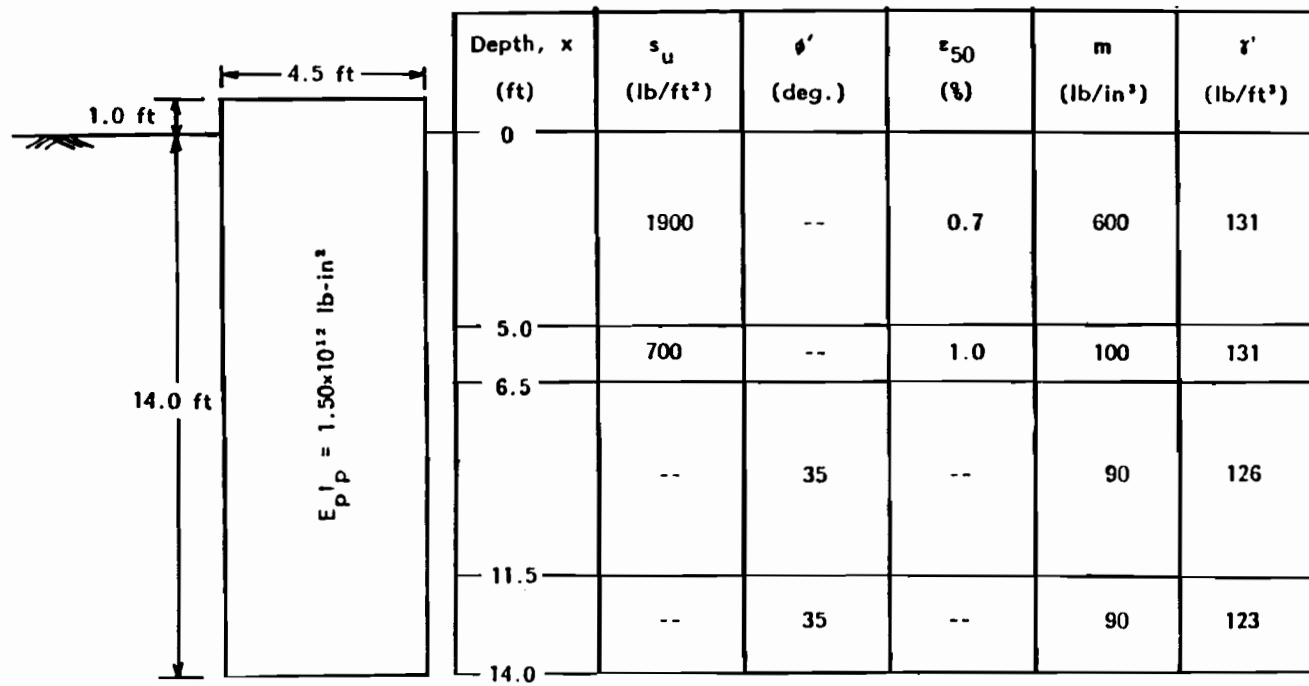 4.5 ft
1.0 ft
14.0 ft
EpIp = 1.50×10¹² lb-in²
Depth, x su ϕ' ε50 m γ'
(ft) (lb/ft²) (deg.) (%) (lb/in³) (lb/ft³)
0
1900 -- 0.7 600 131
5.0
700 -- 1.0 100 131
6.5
-- 35 -- 90 126
11.5
-- 35 -- 90 123
14.0